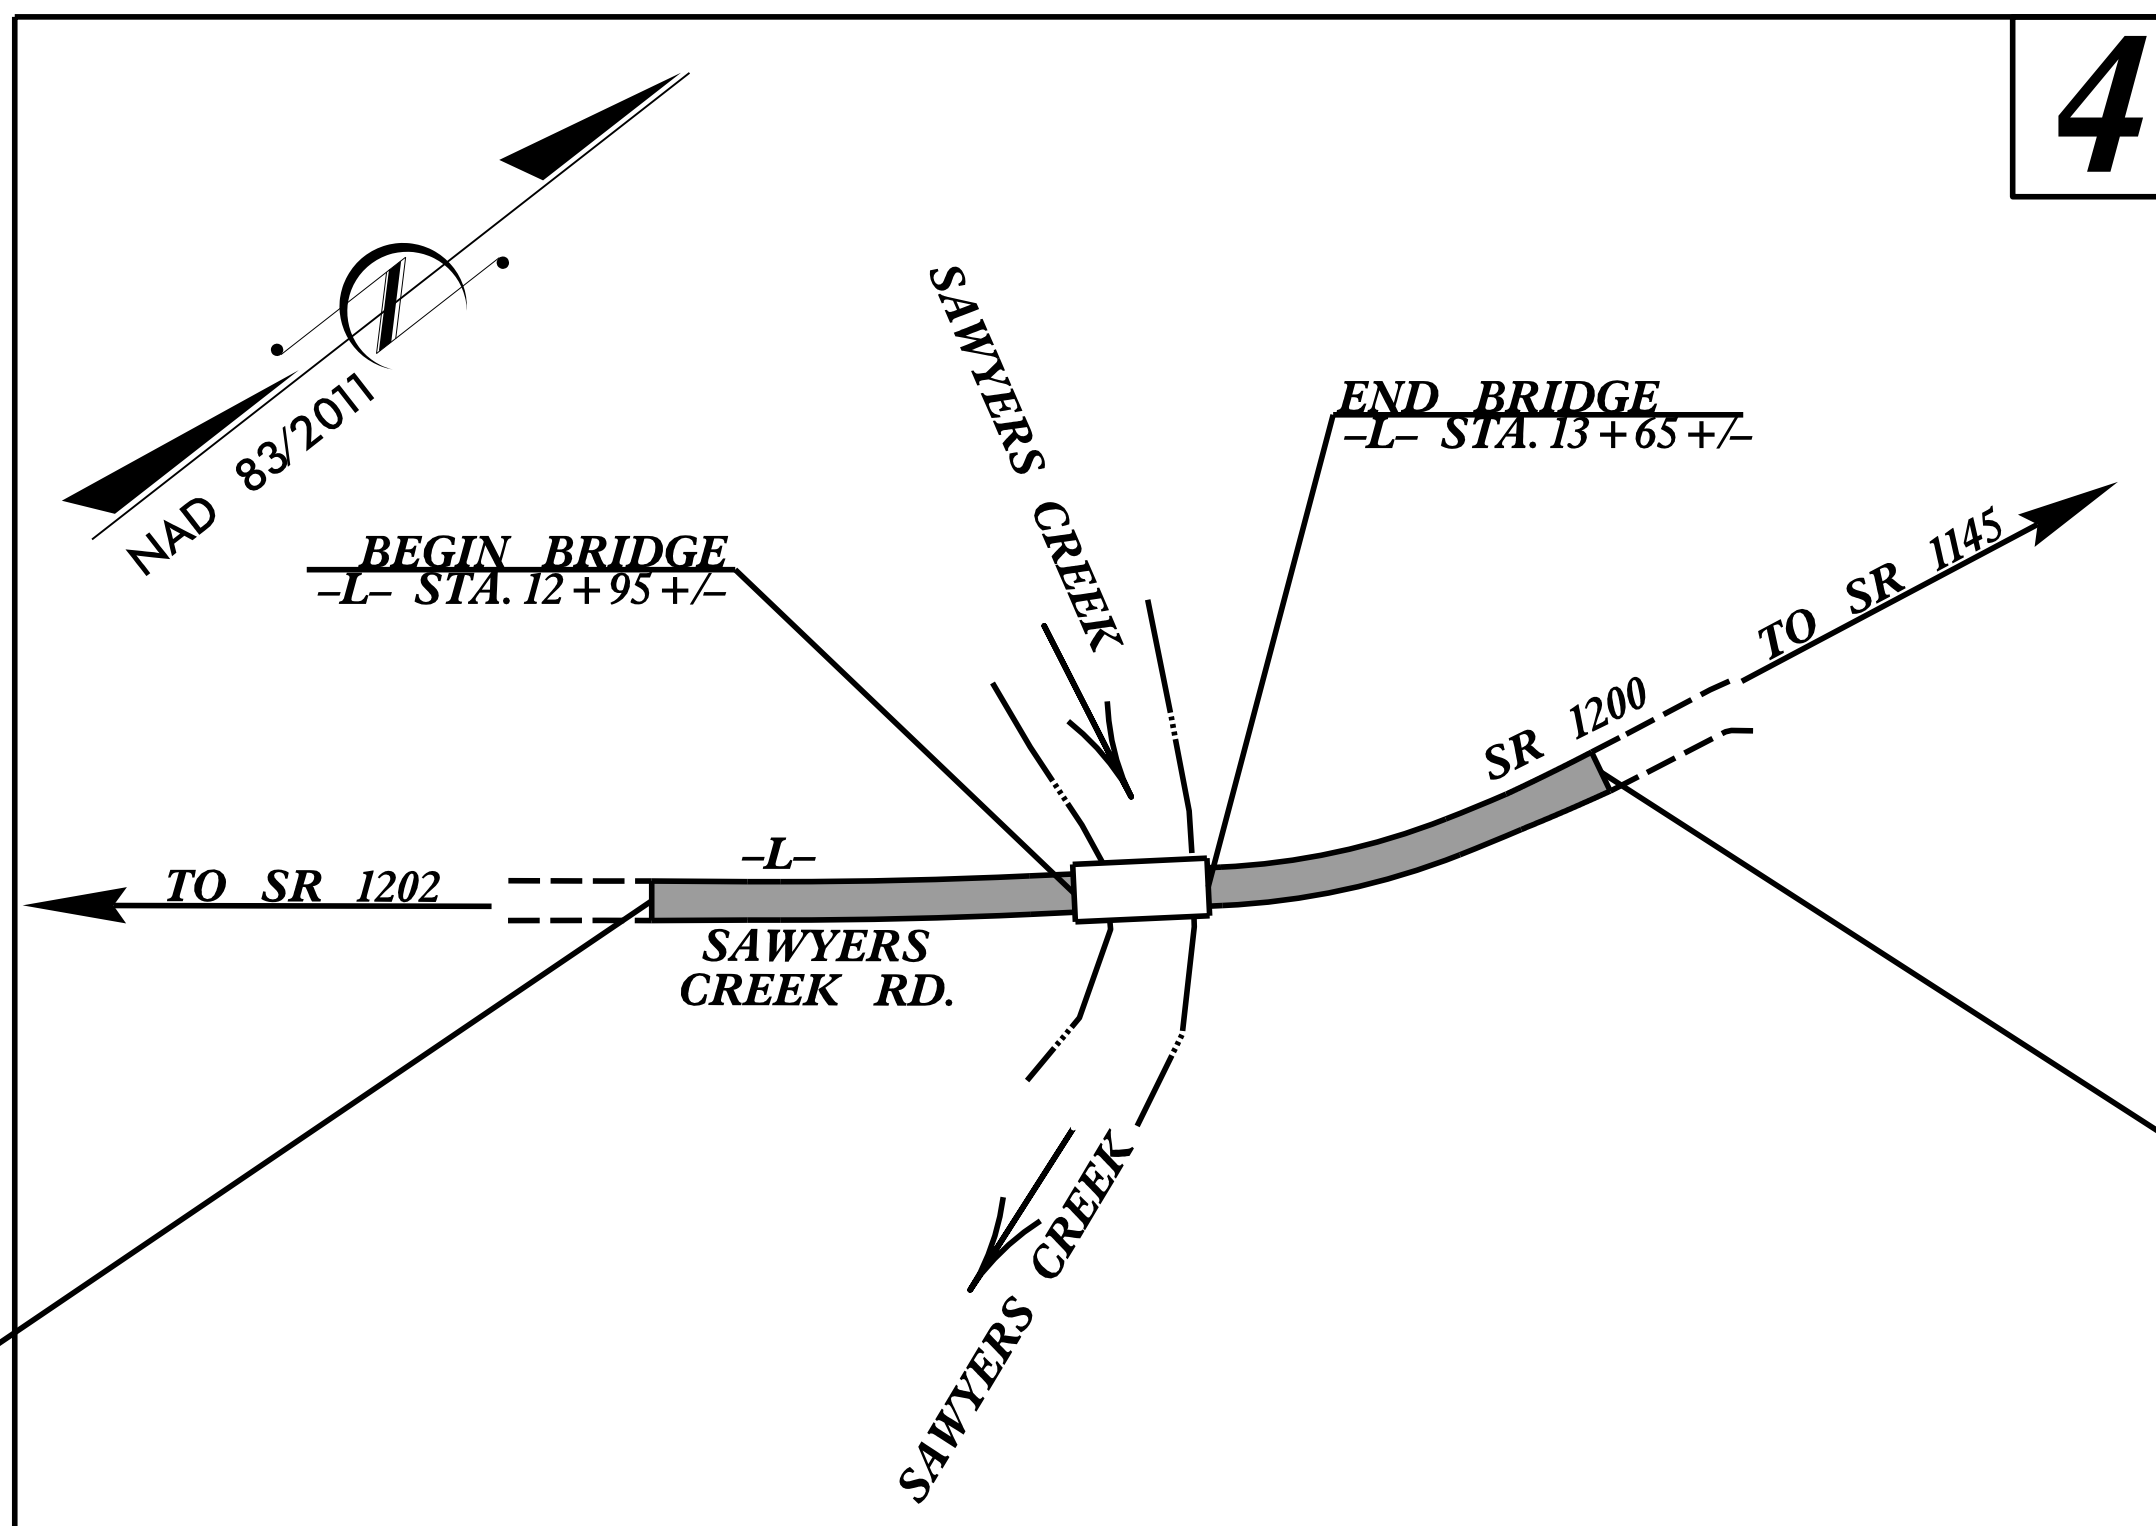 4
NAD 83/2011
SAWYERS CREEK
END BRIDGE
-L- STA. 13+65 +/-
BEGIN BRIDGE
-L- STA. 12+95 +/-
TO SR 1145
SR 1200
-L-
TO SR 1202
SAWYERS
CREEK RD.
SAWYERS CREEK